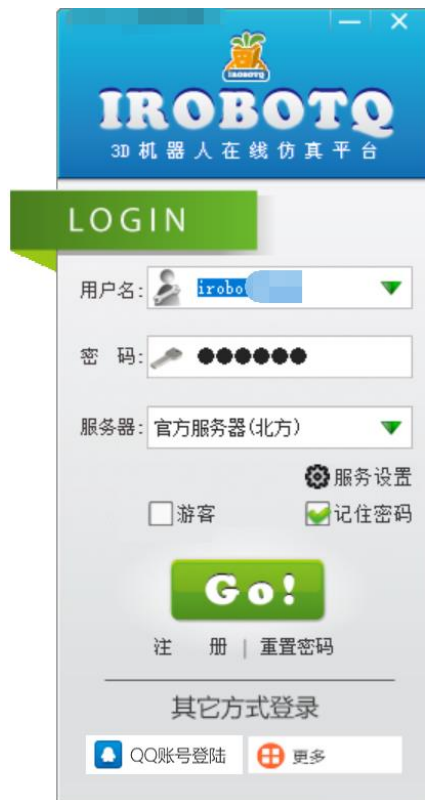 IROBOTQ
IROBOTQ
3D 机器人在线仿真平台
LOGIN
用户名:
irobo
密 码: ●●●●●●
服务器: 官方服务器(北方)
服务设置
游客 记住密码
Go!
注 册 | 重置密码
其它方式登录
QQ账号登陆 更多